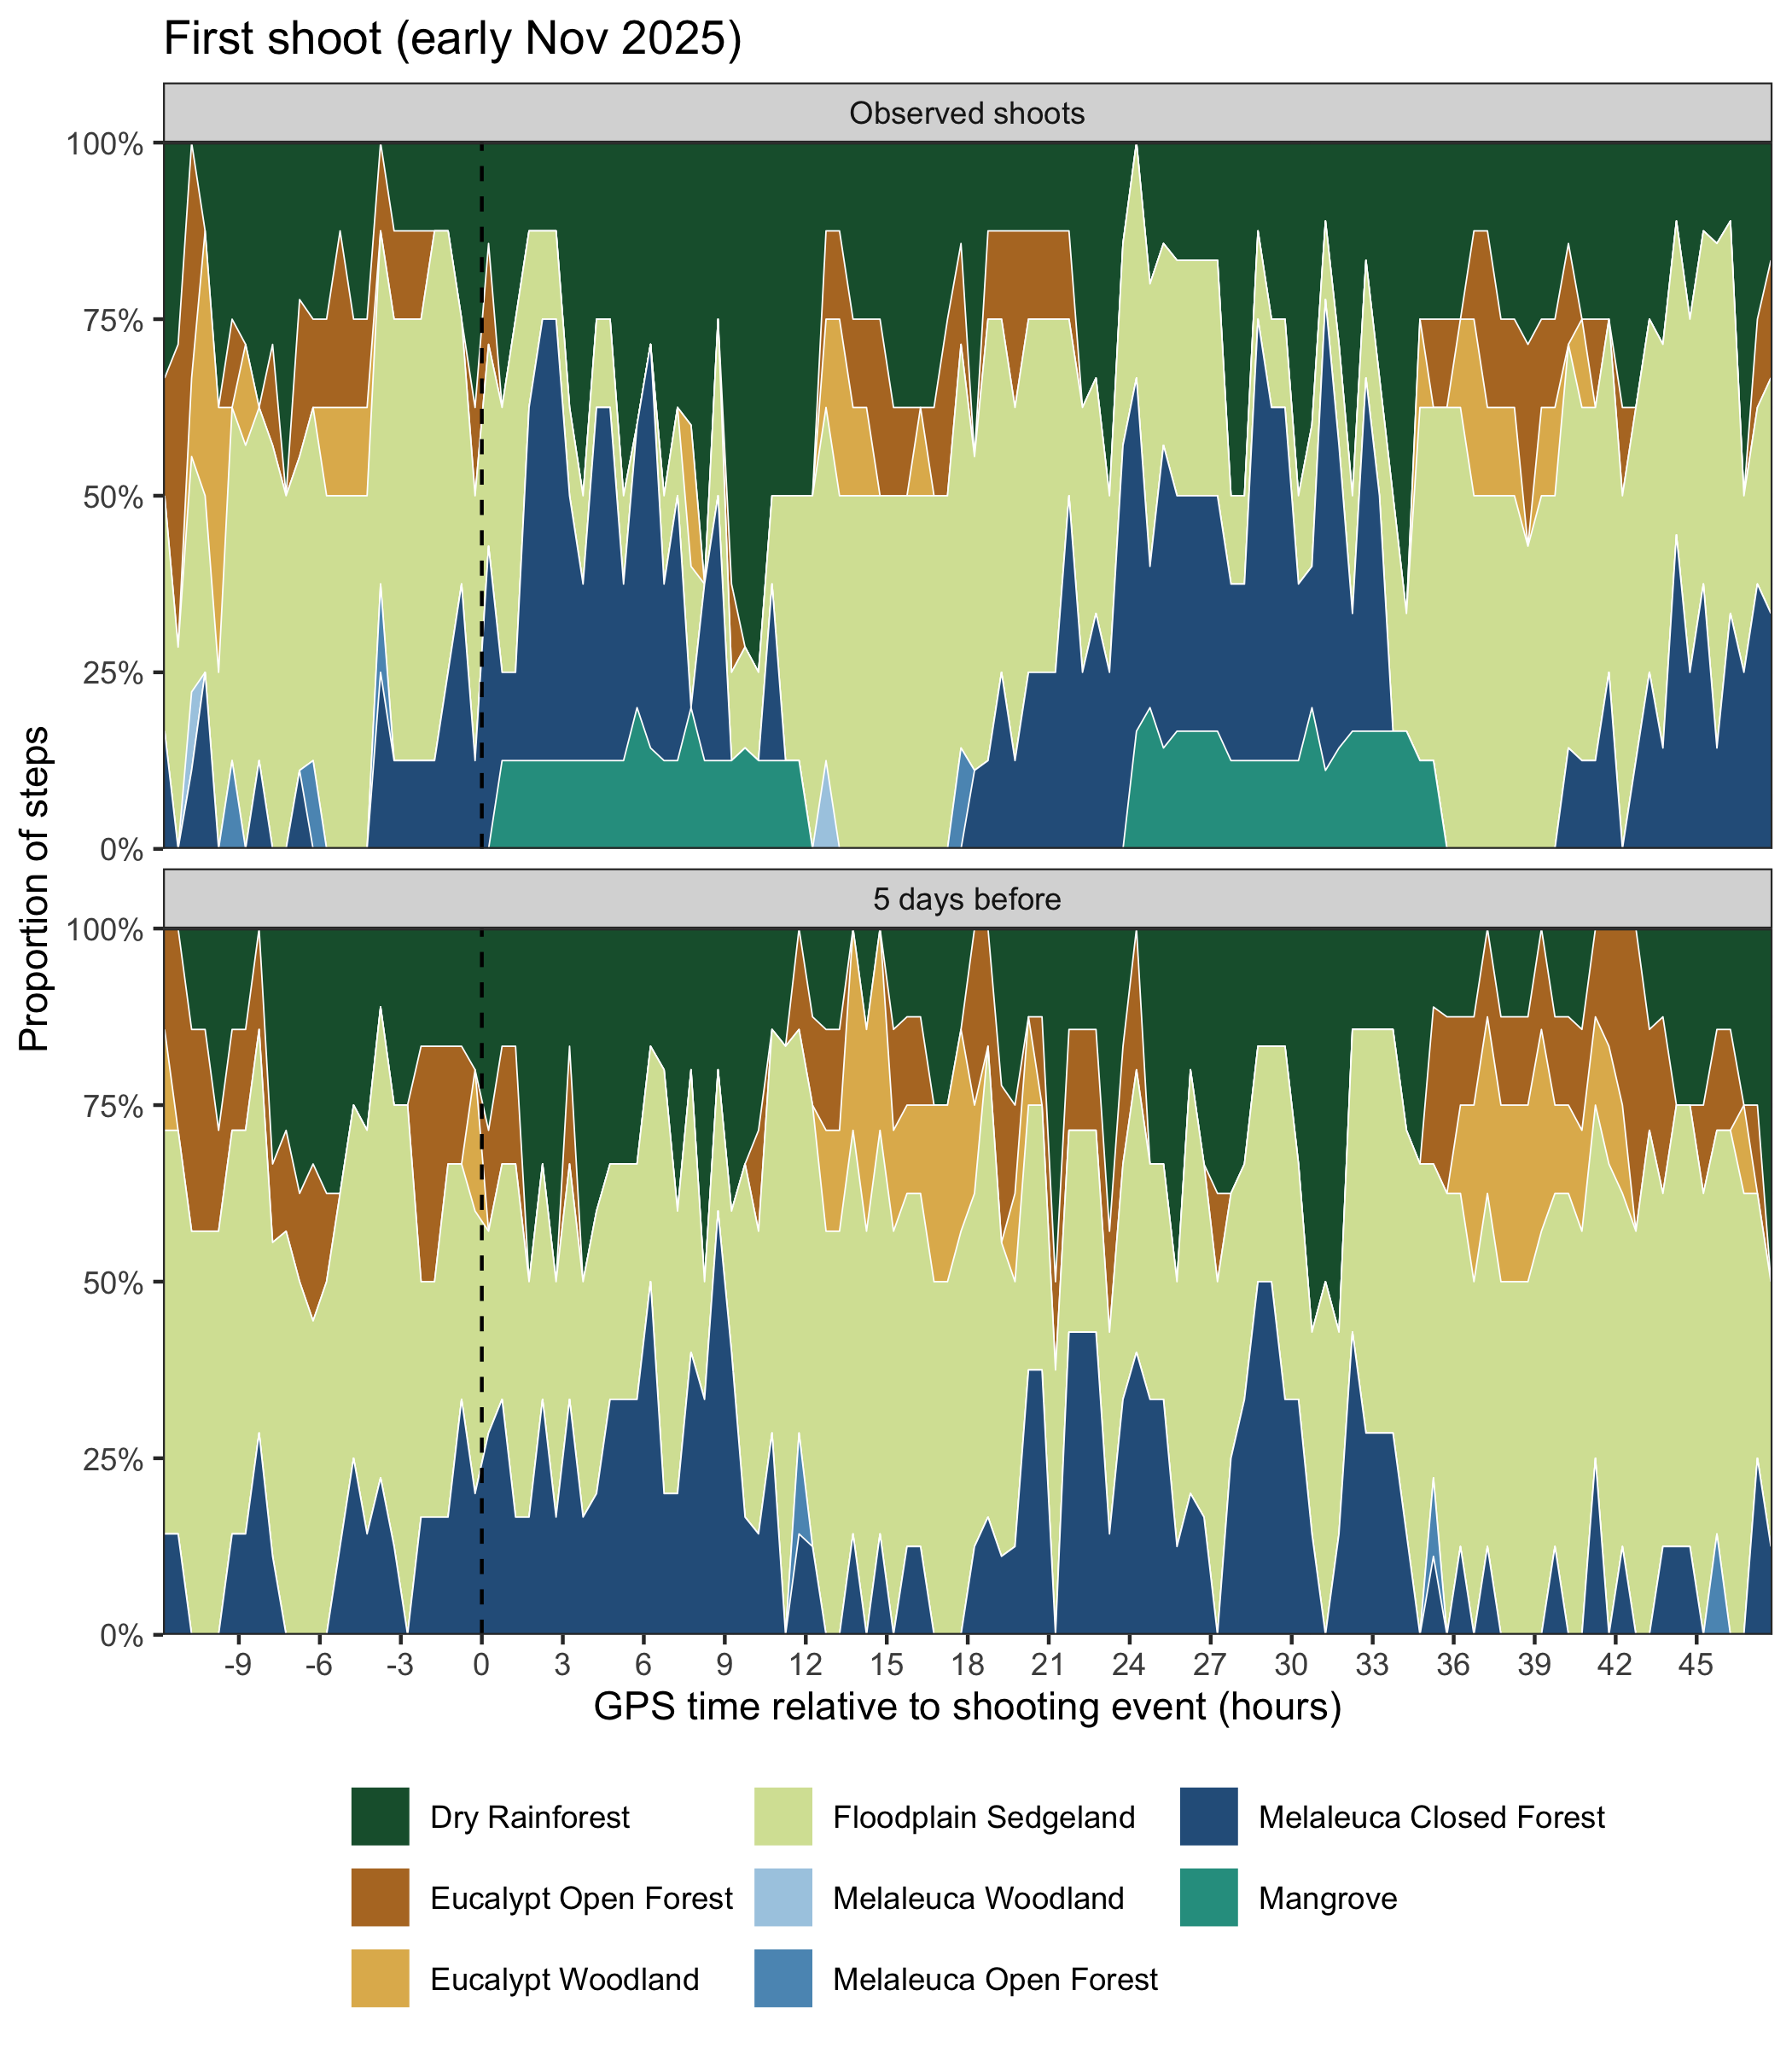 First shoot (early Nov 2025)
Observed shoots
100%
75%
50%
25%
0%
5 days before
100%
75%
50%
25%
0%
Proportion of steps
-9 -6 -3 0 3 6 9 12 15 18 21 24 27 30 33 36 39 42 45
GPS time relative to shooting event (hours)
Dry Rainforest Floodplain Sedgeland Melaleuca Closed Forest
Eucalypt Open Forest Melaleuca Woodland Mangrove
Eucalypt Woodland Melaleuca Open Forest